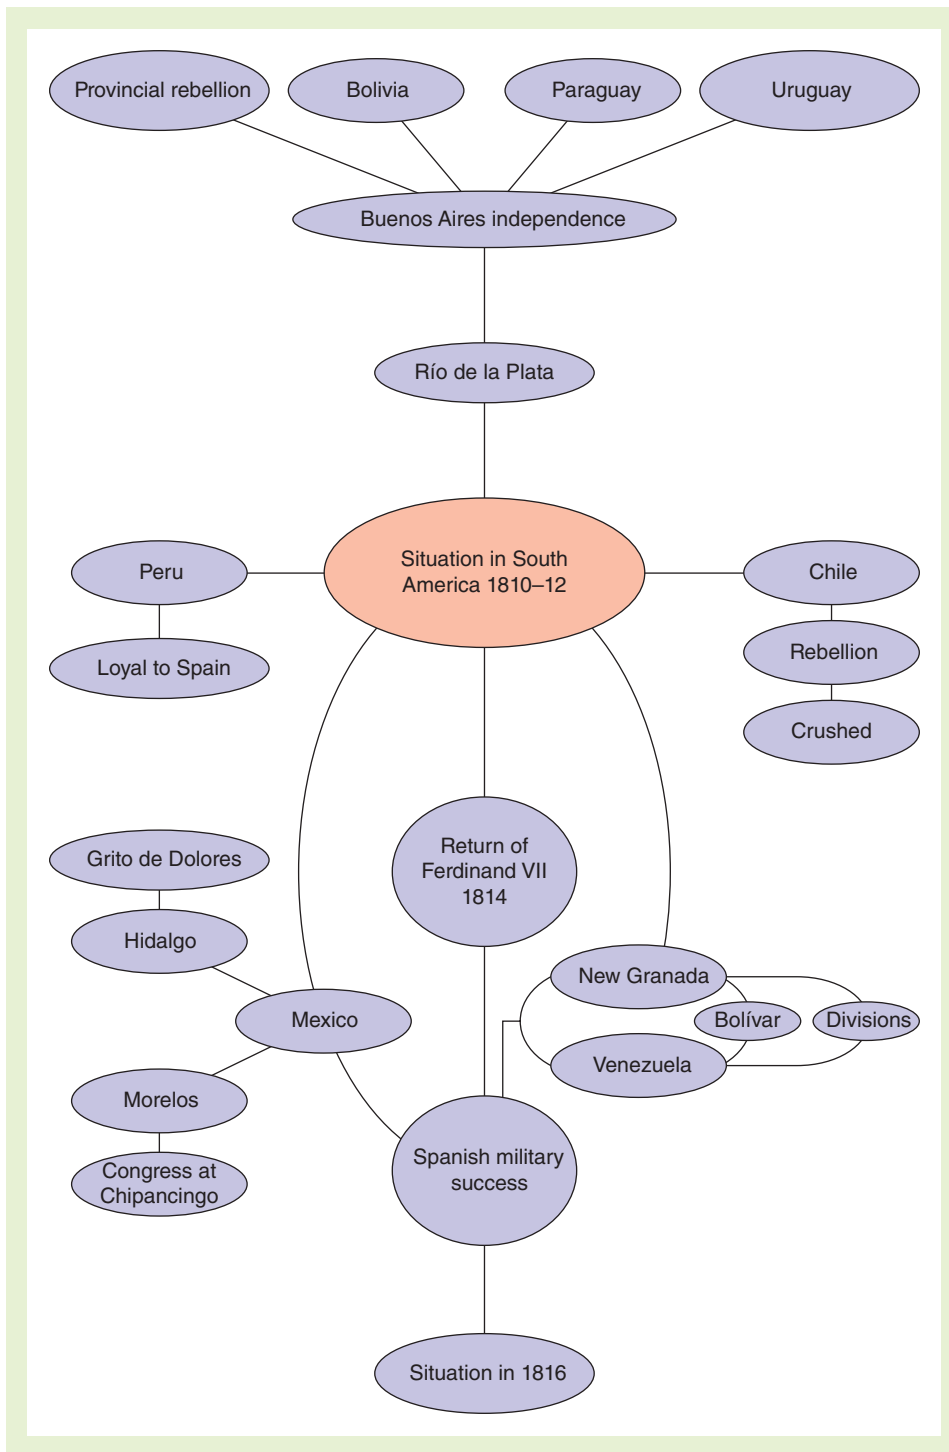 Provincial rebellion
Bolivia
Paraguay
Uruguay
Buenos Aires independence
Río de la Plata
Situation in South
America 1810–12
Peru
Loyal to Spain
Chile
Rebellion
Crushed
Return of
Ferdinand VII
1814
Grito de Dolores
Hidalgo
Mexico
Morelos
Congress at
Chipancingo
New Granada
Bolívar
Divisions
Venezuela
Spanish military
success
Situation in 1816